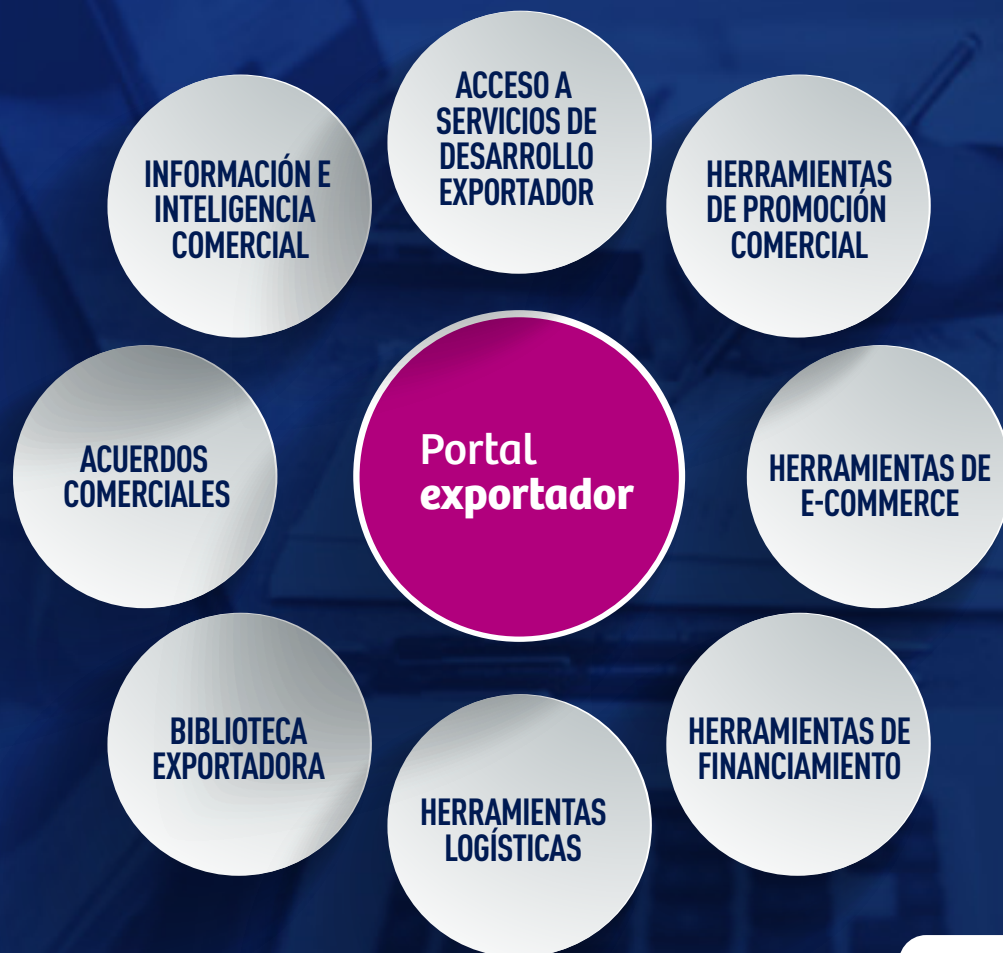 ACCESO A
SERVICIOS DE
DESARROLLO
EXPORTADOR
INFORMACIÓN E
INTELIGENCIA
COMERCIAL
HERRAMIENTAS
DE PROMOCIÓN
COMERCIAL
Portal
exportador
ACUERDOS
COMERCIALES
HERRAMIENTAS DE
E-COMMERCE
BIBLIOTECA
EXPORTADORA
HERRAMIENTAS DE
FINANCIAMIENTO
HERRAMIENTAS
LOGÍSTICAS